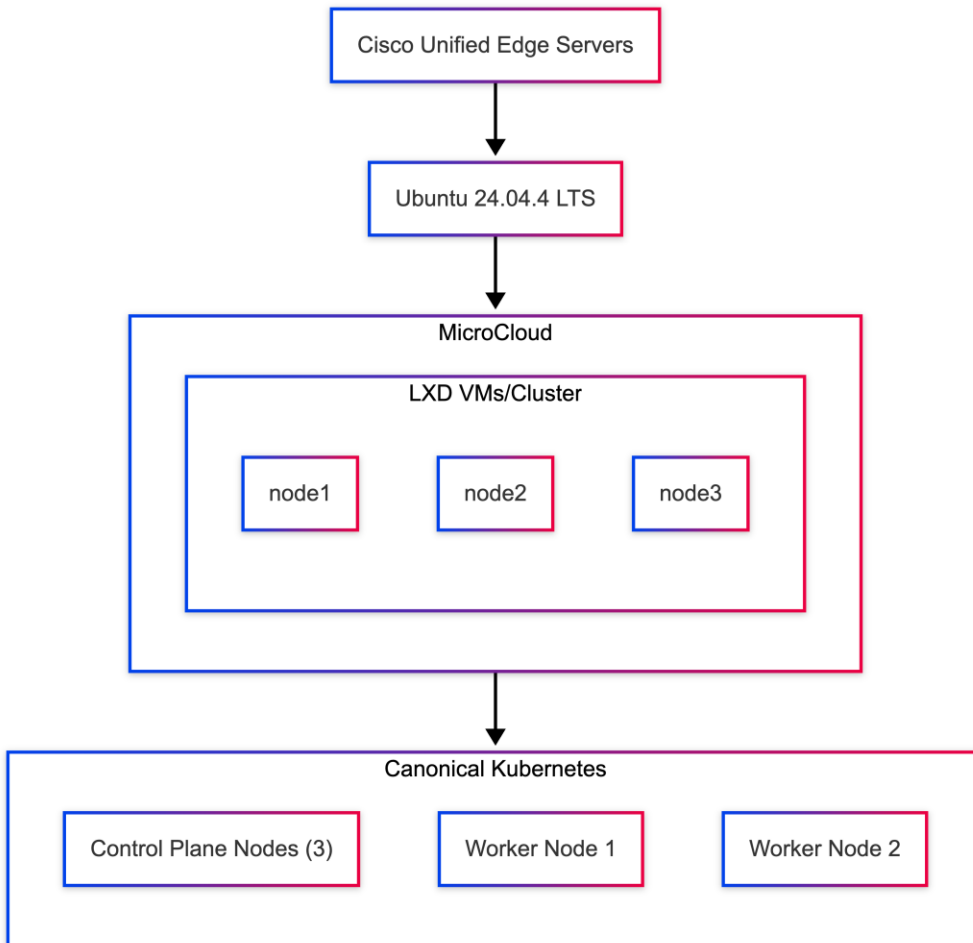 Cisco Unified Edge Servers
Ubuntu 24.04.4 LTS
MicroCloud
LXD VMs/Cluster
node1
node2
node3
Canonical Kubernetes
Control Plane Nodes (3)
Worker Node 1
Worker Node 2